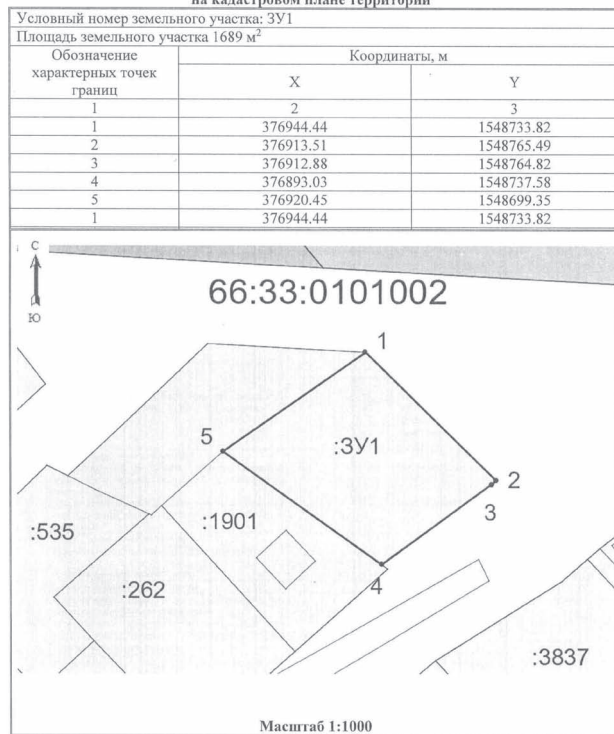 на кадастровом плане территории
Условный номер земельного участка: ЗУ1
Площадь земельного участка 1689 м²
Обозначение характерных точек границ
Координаты, м
X Y
1 2 3
1 376944.44 1548733.82
2 376913.51 1548765.49
3 376912.88 1548764.82
4 376893.03 1548737.58
5 376920.45 1548699.35
1 376944.44 1548733.82
С
Ю
66:33:0101002
1
5
:ЗУ1
2
3
:1901
:535
4
:262
:3837
Масштаб 1:1000